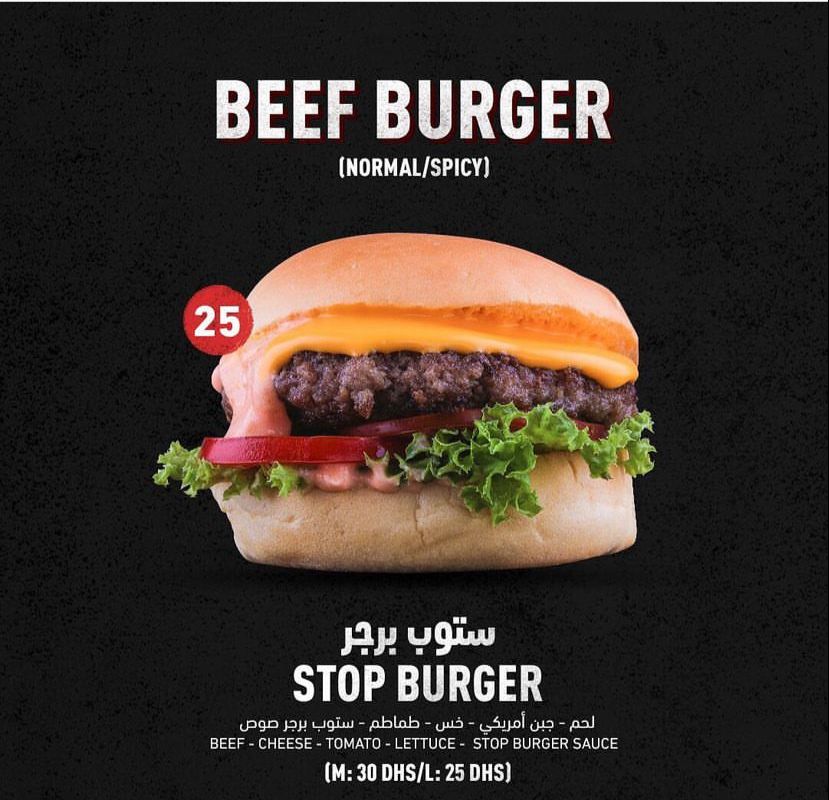 BEEF BURGER
(NORMAL/SPICY)
25
ستوب برجر
STOP BURGER
لحم - جبن أمريكي - خس - طماطم - ستوب برجر صوص
BEEF - CHEESE - TOMATO - LETTUCE - STOP BURGER SAUCE
(M: 30 DHS/L: 25 DHS)